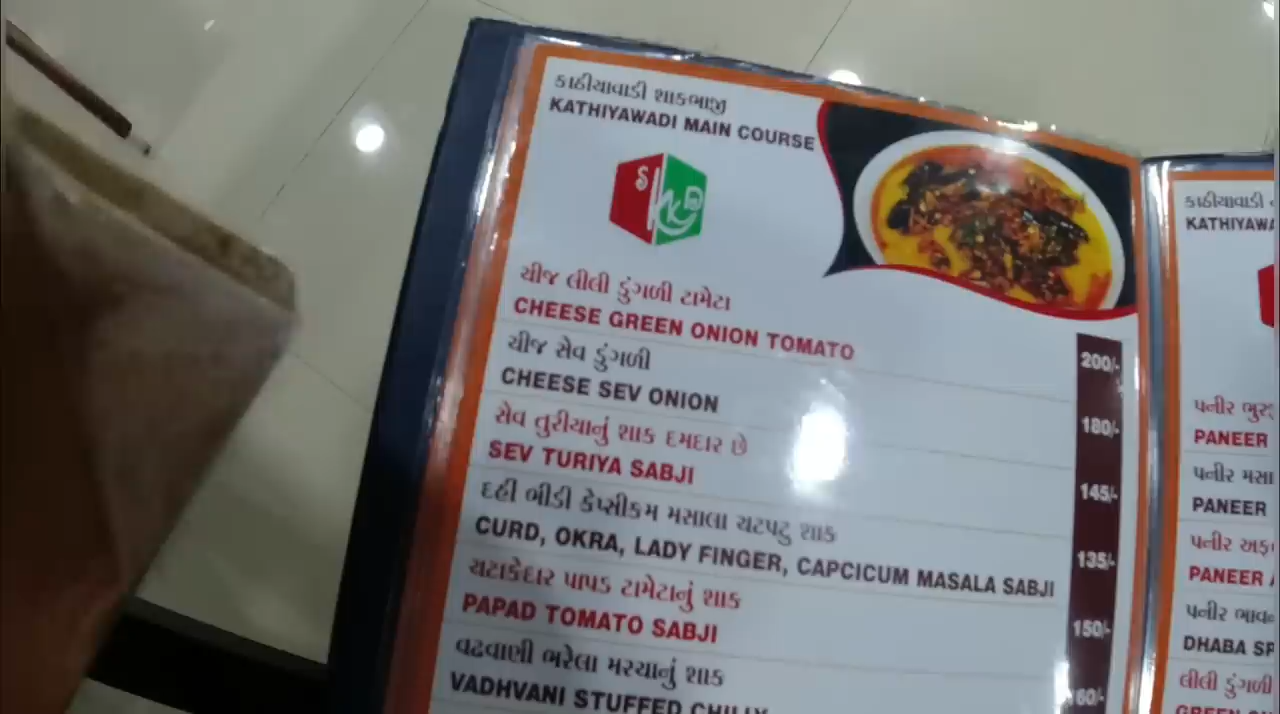 કાઠીયાવાડી શાકભાજી
KATHIYAWADI MAIN COURSE
ચીજ લીલી ડુંગળી ટામેટા
CHEESE GREEN ONION TOMATO
200/-
ચીજ સેવ ડુંગળી
CHEESE SEV ONION
180/-
સેવ તુરીયાનું શાક દમદાર છે
SEV TURIYA SABJI
145/-
દહી ભીડી કેપ્સીકમ મસાલા ચટપટુ શાક
CURD, OKRA, LADY FINGER, CAPCICUM MASALA SABJI
135/-
ચટાકેદાર પાપડ ટામેટાનું શાક
PAPAD TOMATO SABJI
150/-
વઢવાણી ભરેલા મરચાનું શાક
VADHVANI STUFFED CHILLY
કાઠીયાવાડી
પનીર
PANEER
પનીર
PANEER
પનીર
PANEER
પનીર
DHABA
લીલી ડુંગળી